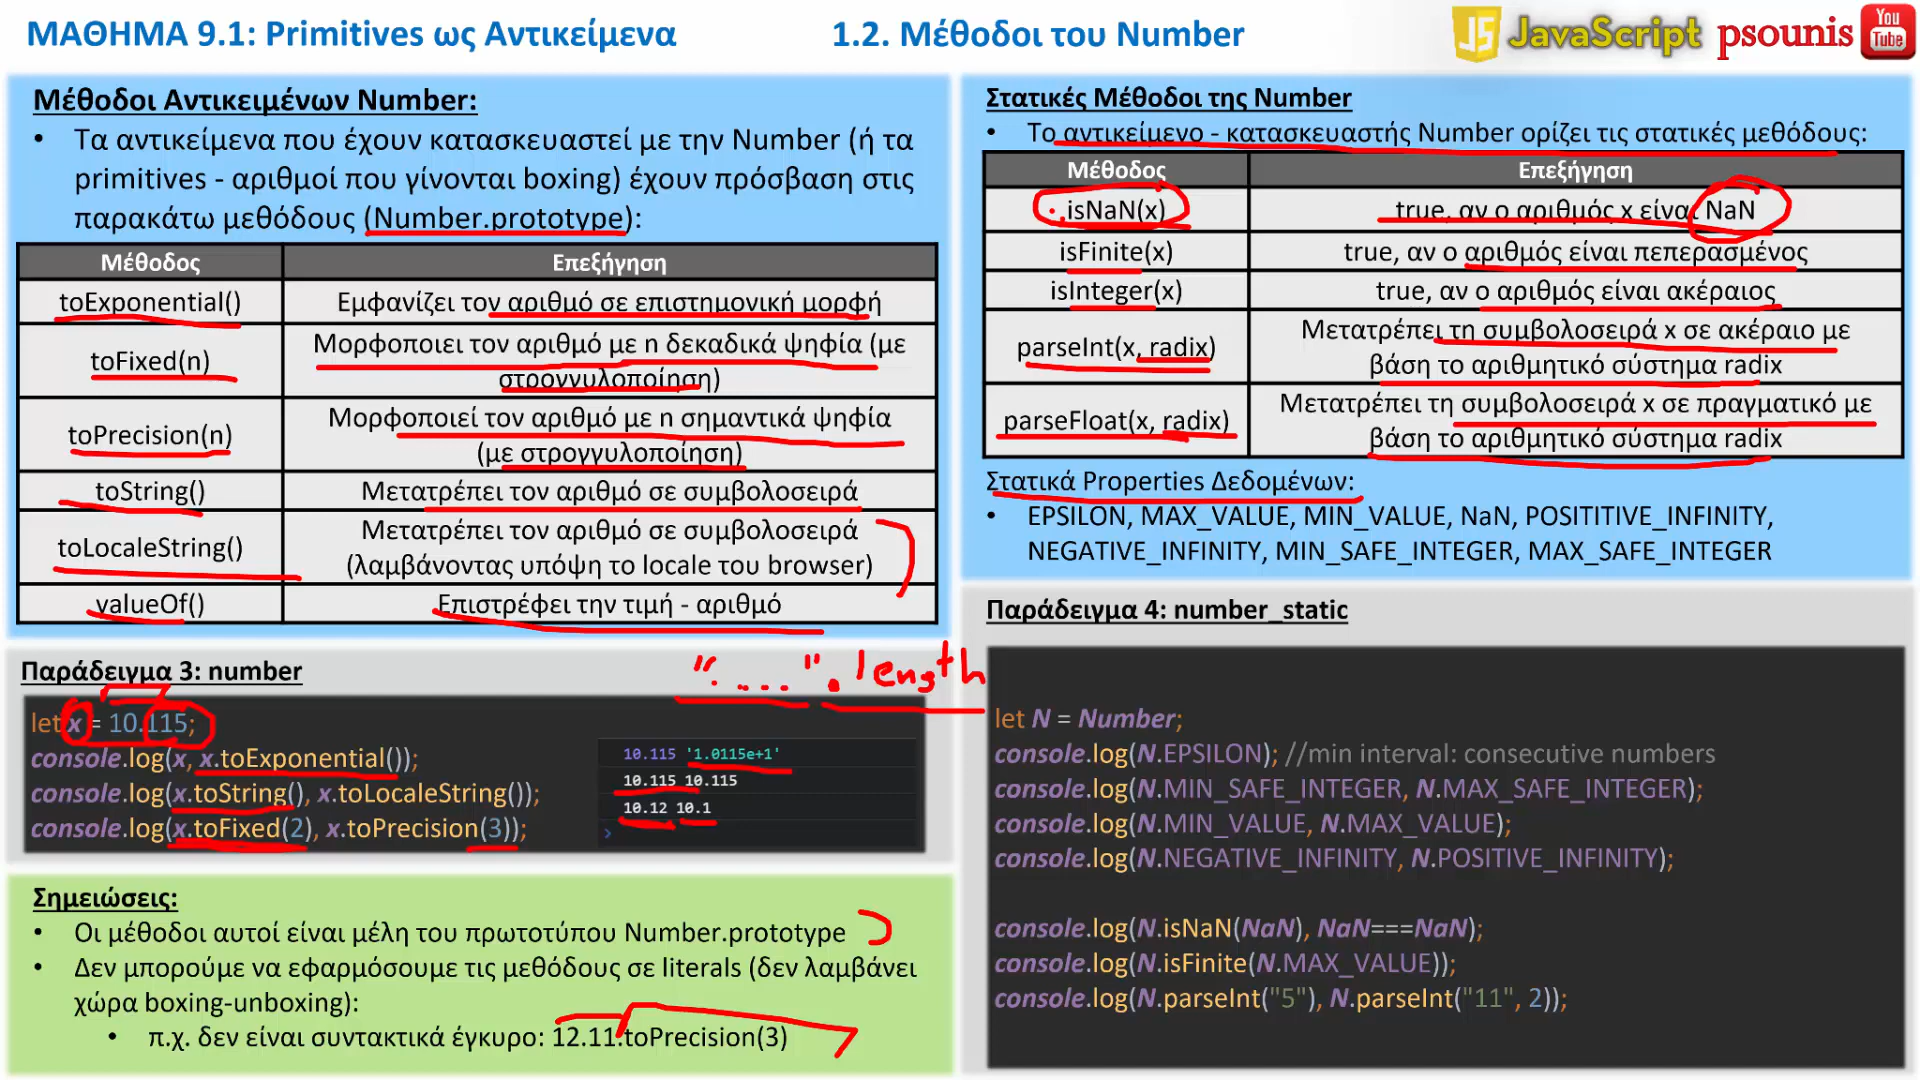 ΜΑΘΗΜΑ 9.1: Primitives ως Αντικείμενα
1.2. Μέθοδοι του Number
JS JavaScript psounis You Tube
Μέθοδοι Αντικειμένων Number:
• Τα αντικείμενα που έχουν κατασκευαστεί με την Number (ή τα
primitives - αριθμοί που γίνονται boxing) έχουν πρόσβαση στις
παρακάτω μεθόδους (Number.prototype):
Μέθοδος Επεξήγηση
toExponential() Εμφανίζει τον αριθμό σε επιστημονική μορφή
toFixed(n) Μορφοποιει τον αριθμό με n δεκαδικά ψηφία (με
στρογγυλοποίηση)
toPrecision(n) Μορφοποιεί τον αριθμό με n σημαντικά ψηφία
(με στρογγυλοποίηση)
toString() Μετατρέπει τον αριθμό σε συμβολοσειρά
toLocaleString() Μετατρέπει τον αριθμό σε συμβολοσειρά
(λαμβάνοντας υπόψη το locale του browser)
valueOf() Επιστρέφει την τιμή - αριθμό
Παράδειγμα 3: number
"....".length
let x = 10.115;
console.log(x, x.toExponential());
console.log(x.toString(), x.toLocaleString());
console.log(x.toFixed(2), x.toPrecision(3));
10.115 '1.0115e+1'
10.115 10.115
10.12 10.1
>
Σημειώσεις:
• Οι μέθοδοι αυτοί είναι μέλη του πρωτοτύπου Number.prototype
• Δεν μπορούμε να εφαρμόσουμε τις μεθόδους σε literals (δεν λαμβάνει
χώρα boxing-unboxing):
• π.χ. δεν είναι συντακτικά έγκυρο: 12.11.toPrecision(3)
Στατικές Μέθοδοι της Number
• Το αντικείμενο - κατασκευαστής Number ορίζει τις στατικές μεθόδους:
Μέθοδος Επεξήγηση
.isNaN(x) true, αν ο αριθμός x είναι NaN
isFinite(x) true, αν ο αριθμός είναι πεπερασμένος
isInteger(x) true, αν ο αριθμός είναι ακέραιος
parseInt(x, radix) Μετατρέπει τη συμβολοσειρά x σε ακέραιο με
βάση το αριθμητικό σύστημα radix
parseFloat(x, radix) Μετατρέπει τη συμβολοσειρά x σε πραγματικό με
βάση το αριθμητικό σύστημα radix
Στατικά Properties Δεδομένων:
• EPSILON, MAX_VALUE, MIN_VALUE, NaN, POSITITIVE_INFINITY,
NEGATIVE_INFINITY, MIN_SAFE_INTEGER, MAX_SAFE_INTEGER
Παράδειγμα 4: number_static
let N = Number;
console.log(N.EPSILON); //min interval: consecutive numbers
console.log(N.MIN_SAFE_INTEGER, N.MAX_SAFE_INTEGER);
console.log(N.MIN_VALUE, N.MAX_VALUE);
console.log(N.NEGATIVE_INFINITY, N.POSITIVE_INFINITY);
console.log(N.isNaN(NaN), NaN===NaN);
console.log(N.isFinite(N.MAX_VALUE));
console.log(N.parseInt("5"), N.parseInt("11", 2));